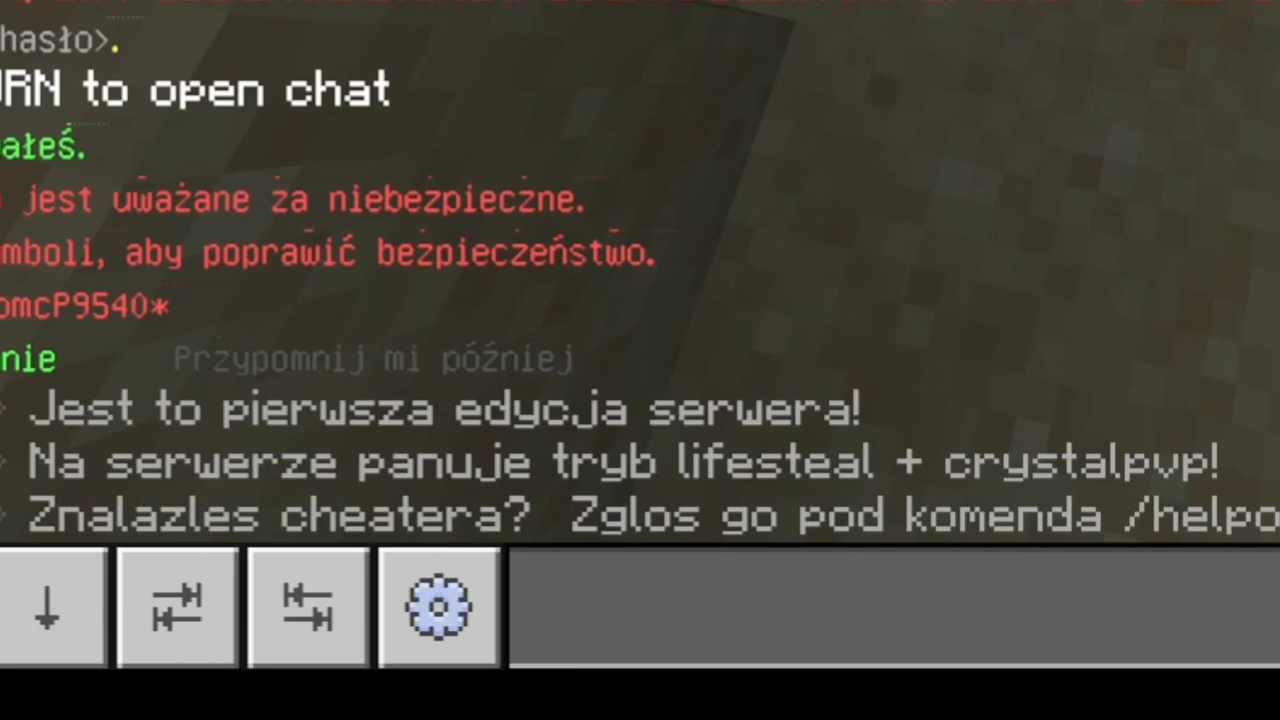 hasło>.
URN to open chat
ałeś.
jest uważane za niebezpieczne.
mboli, aby poprawić bezpieczeństwo.
omcP9540*
nie Przypomnij mi później
Jest to pierwsza edycja serwera!
Na serwerze panuje tryb lifesteal + crystalpvp!
Znalazles cheatera? Zglos go pod komenda /helpo